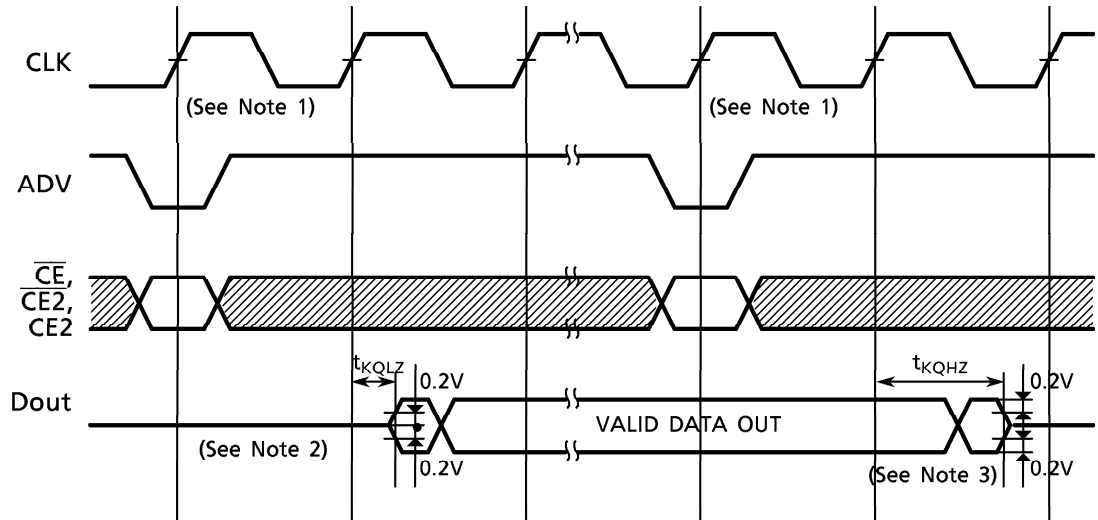 CLK
(See Note 1) (See Note 1)
ADV
CE,
CE2,
CE2
tKQLZ tKQHZ
0.2V 0.2V
Dout
VALID DATA OUT
(See Note 2)
0.2V (See Note 3) 0.2V